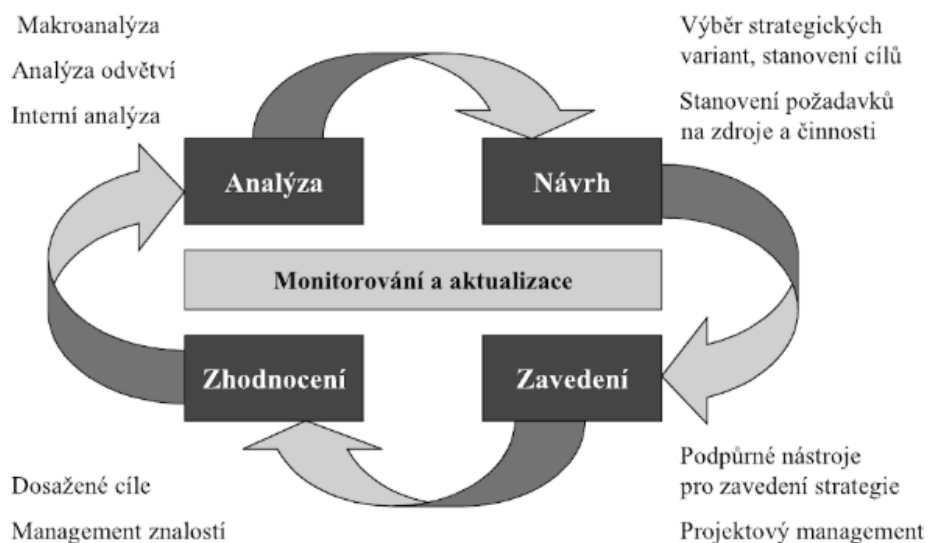 Makroanalýza
Analýza odvětví
Interní analýza
Výběr strategických
variant, stanovení cílů
Stanovení požadavků
na zdroje a činnosti
Analýza
Návrh
Monitorování a aktualizace
Zhodnocení
Zavedení
Dosažené cíle
Management znalostí
Podpůrné nástroje
pro zavedení strategie
Projektový management